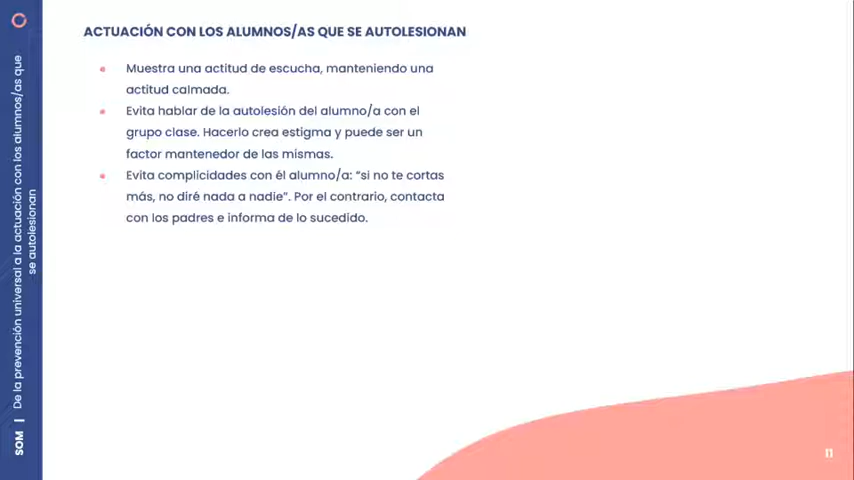 ACTUACIÓN CON LOS ALUMNOS/AS QUE SE AUTOLESIONAN
Muestra una actitud de escucha, manteniendo una
actitud calmada.
Evita hablar de la autolesión del alumno/a con el
grupo clase. Hacerlo crea estigma y puede ser un
factor mantenedor de las mismas.
Evita complicidades con él alumno/a: “si no te cortas
más, no diré nada a nadie”. Por el contrario, contacta
con los padres e informa de lo sucedido.
SOM | De la prevención universal a la actuación con los alumnos/as que
se autolesionan
11